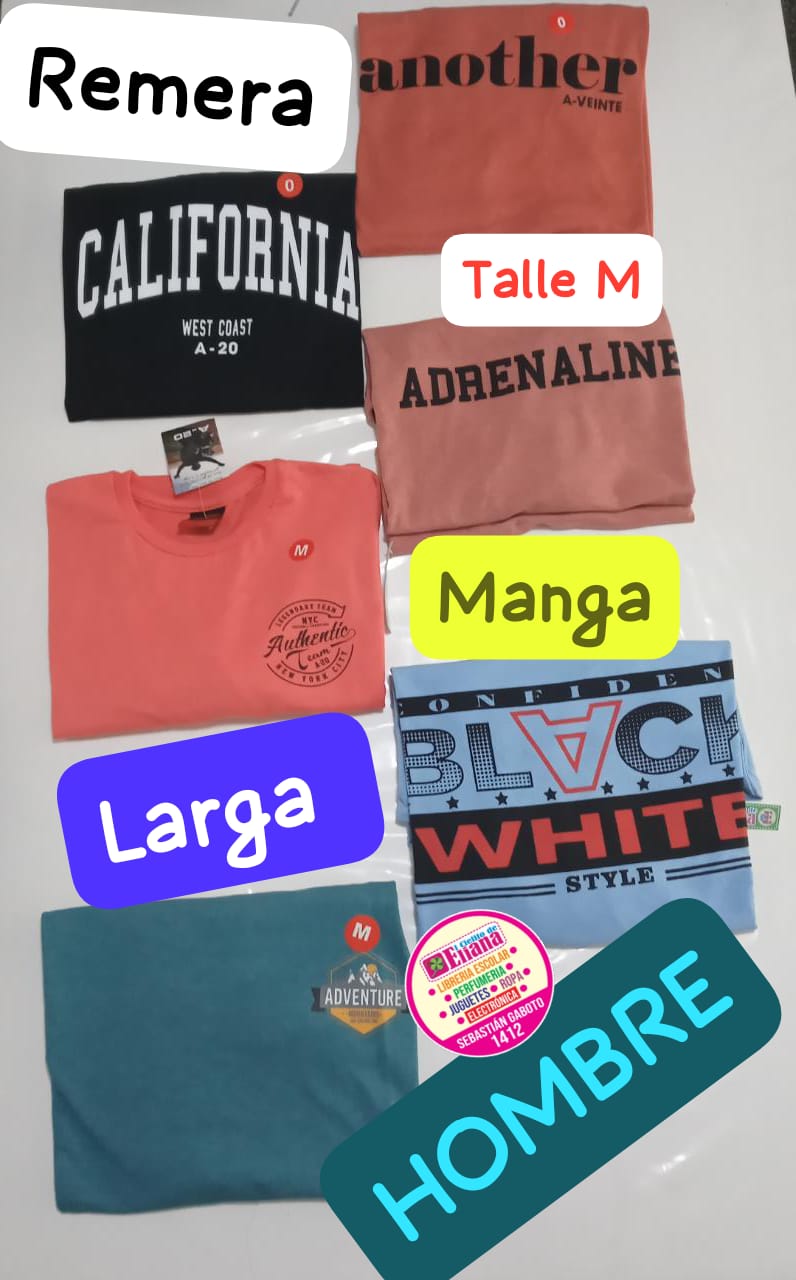 Remera
O
another
A-VEINTE
O
CALIFORNIA
WEST COAST
A-20
Talle M
ADRENALINE
M
LEGENDARY TEAM
NYC
Authentic
Team
A-20
NEW YORK CITY
Manga
CONFIDEN
BLACK
WHITE
STYLE
Larga
M
ADVENTURE
El Cielito de
Eliana
LIBRERIA ESCOLAR
PERFUMERIA
JUGUETES • ROPA
ELECTRÓNICA
SEBASTIÁN GABOTO
1412
HOMBRE